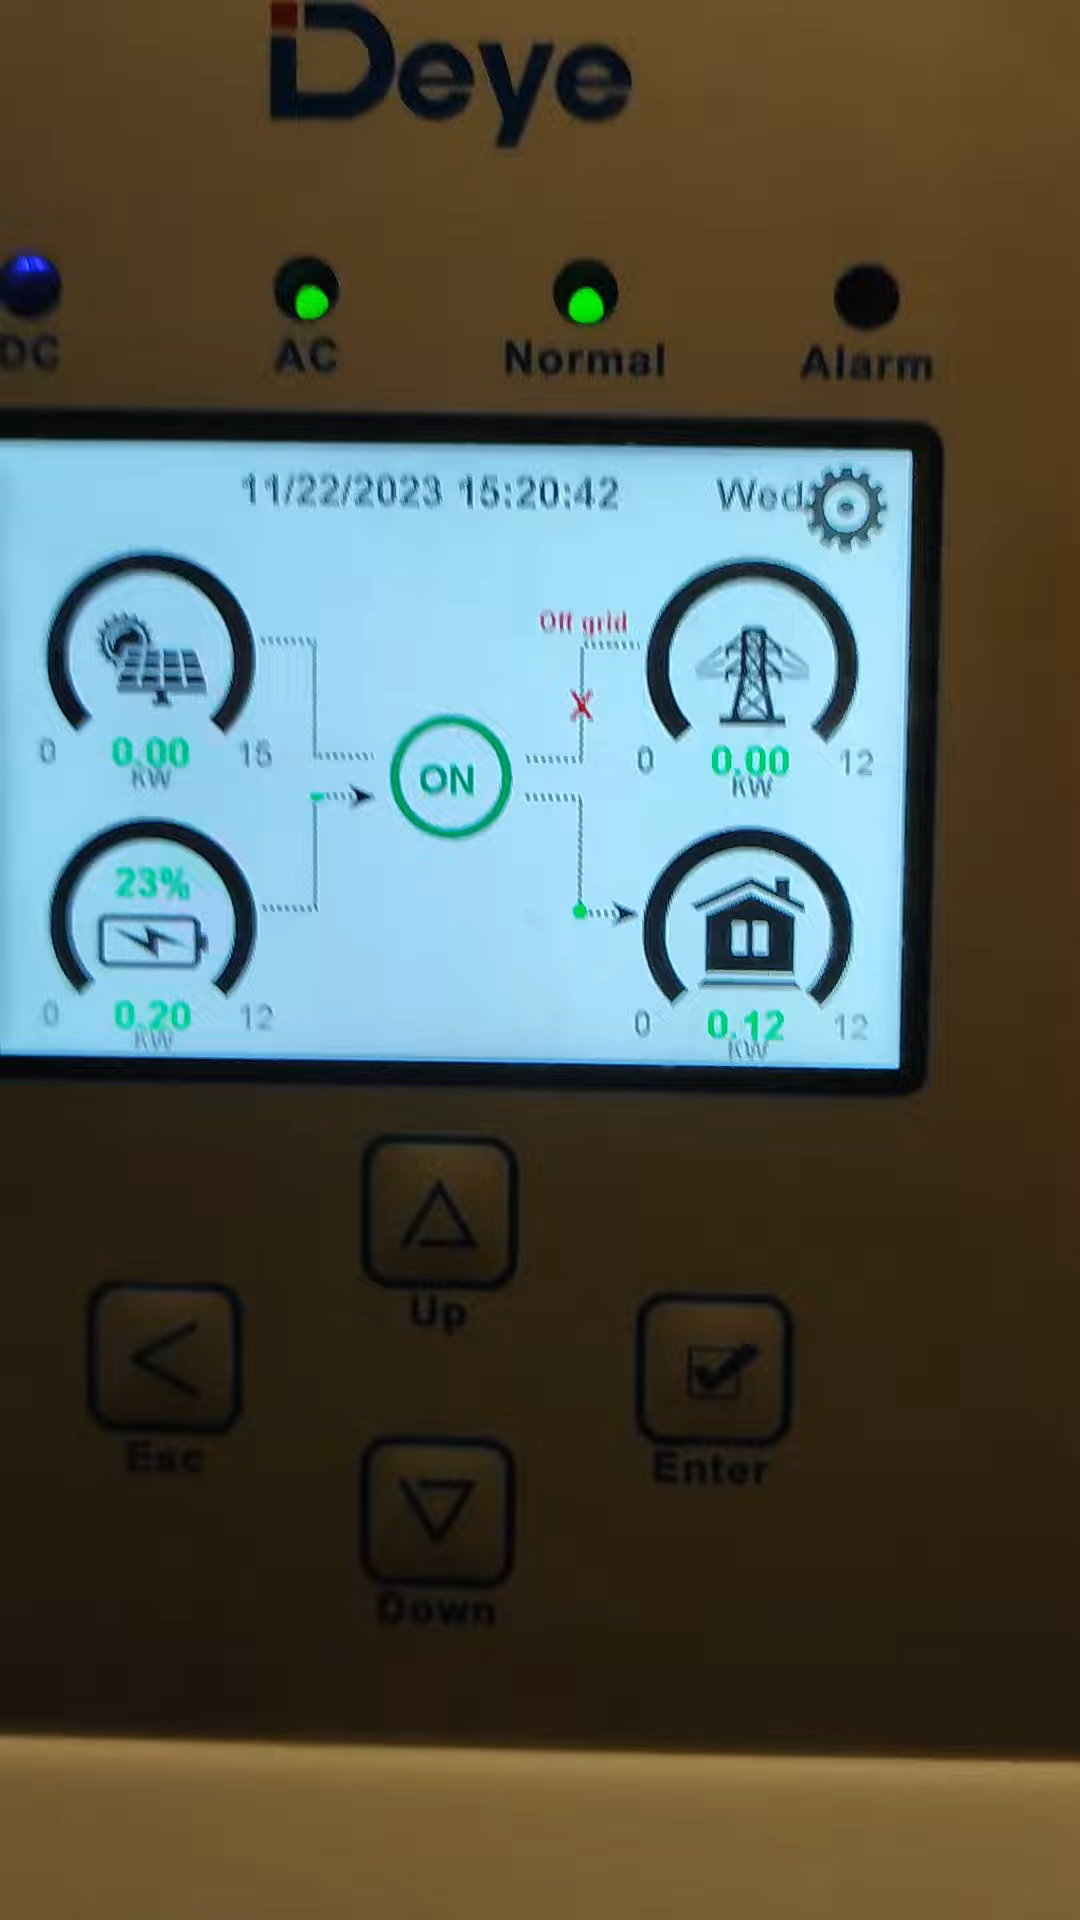 Deye
DC AC Normal Alarm
11/22/2023 15:20:42 Wed
Off grid
X
0 0.00 15
KW
0 0.00 12
KW
ON
23%
0 0.20 12
KW
0 0.12 12
KW
Up
Esc
Enter
Down